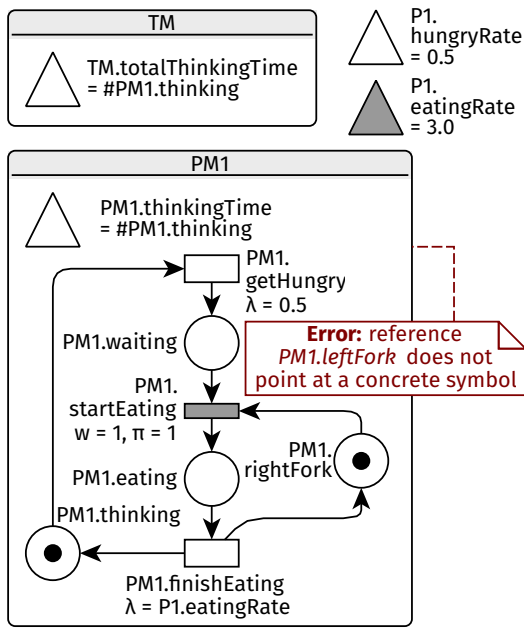 TM
TM.totalThinkingTime
= #PM1.thinking
P1.
hungryRate
= 0.5
P1.
eatingRate
= 3.0
PM1
PM1.thinkingTime
= #PM1.thinking
PM1.
getHungry
λ = 0.5
PM1.waiting
Error: reference
PM1.leftFork does not
point at a concrete symbol
PM1.
startEating
w = 1, π = 1
PM1.
rightFork
PM1.eating
PM1.thinking
PM1.finishEating
λ = P1.eatingRate